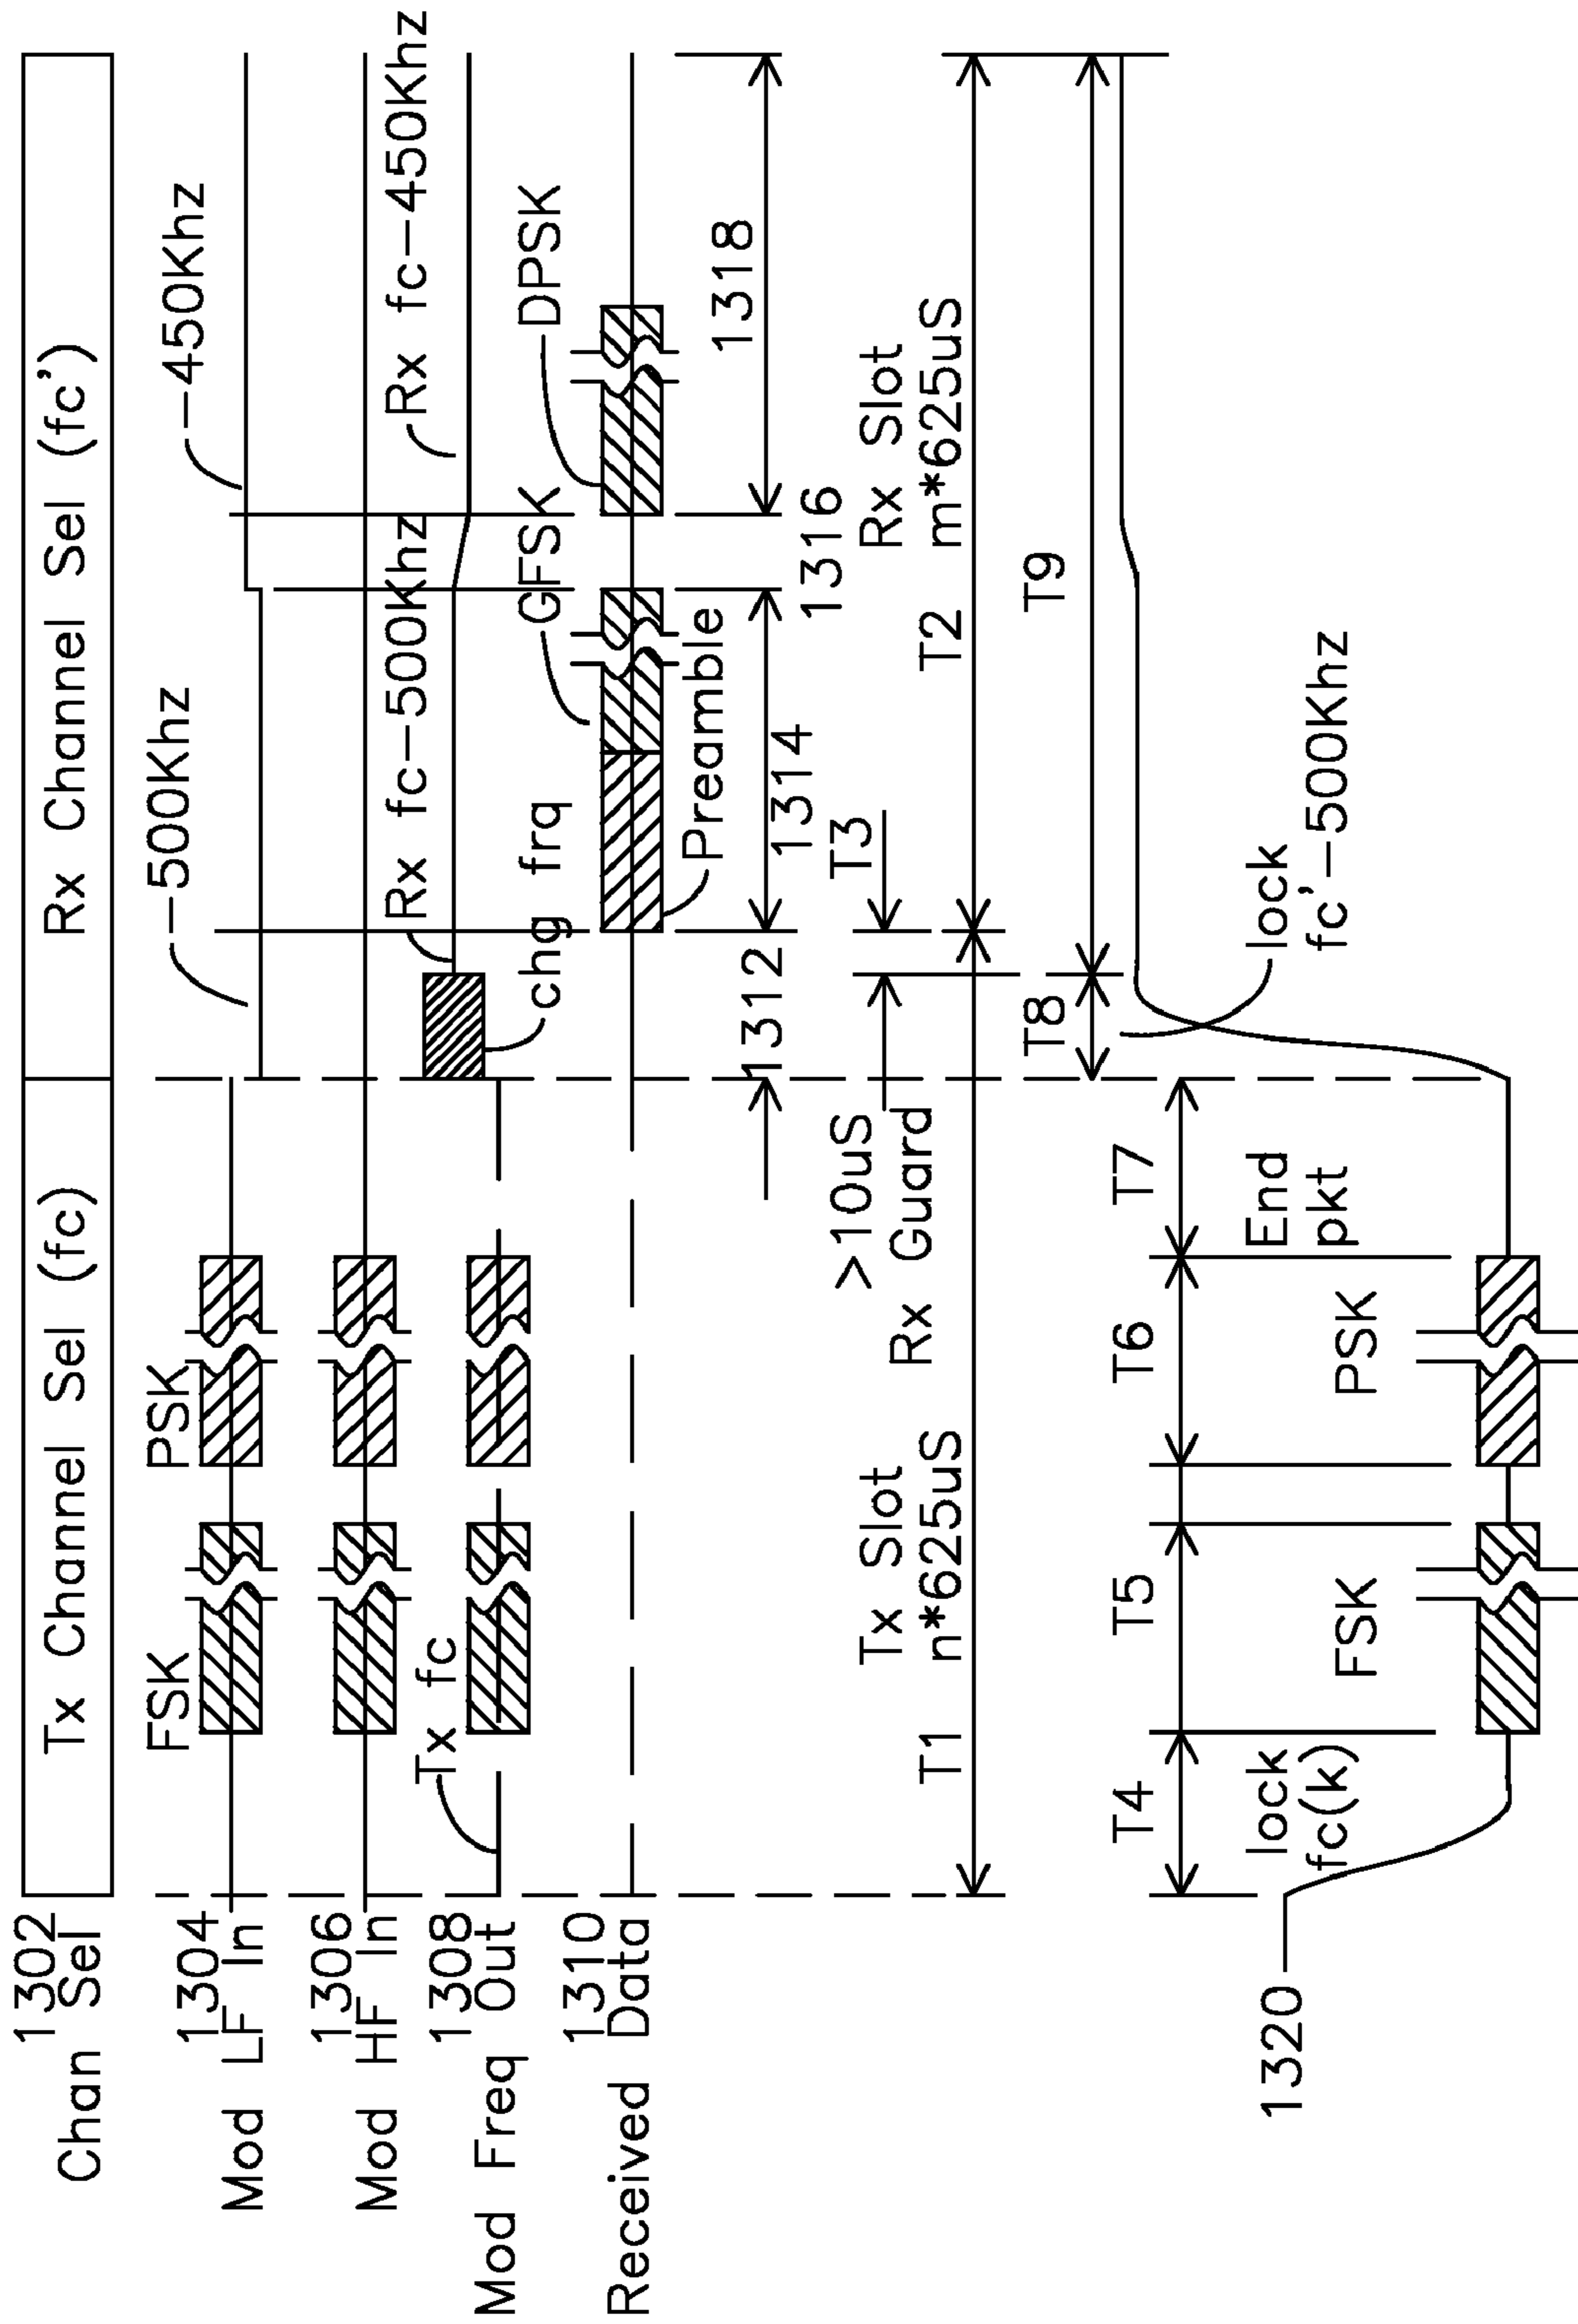 1302
Chan Sel
Tx Channel Sel (fc)
Rx Channel Sel (fc')
1304
Mod LF In
FSK
PSK
-500Khz
-450Khz
1306
Mod HF In
1308
Mod Freq Out
Tx fc
Rx fc-500Khz
Rx fc-450Khz
chg frq
GFSK
DPSK
1310
Received Data
Preamble
1312
1314
1316
1318
>10uS
Rx Guard
T3
Tx Slot
T1 n*625uS
Rx Slot
T2 m*625uS
T8
T9
T4
T5
T6
T7
lock
fc(k)
FSK
PSK
End
pkt
lock
fc'-500Khz
1320